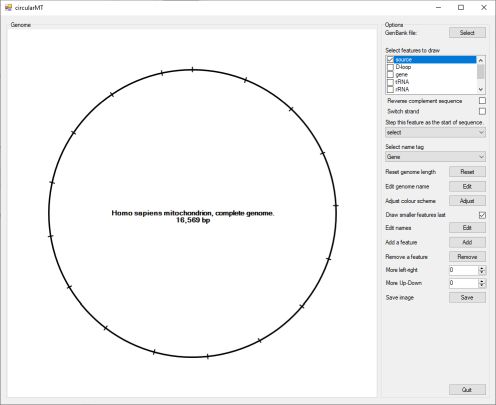 circularMT
Genome
Homo sapiens mitochondrion, complete genome.
16,569 bp
Options
GenBank file:
Select
Select features to draw
source
D-loop
gene
tRNA
rRNA
Reverse complement sequence
Switch strand
Step this feature as the start of sequence.
select
Select name tag
Gene
Reset genome length
Reset
Edit genome name
Edit
Adjust colour scheme
Adjust
Draw smaller features last
Edit names
Edit
Add a feature
Add
Remove a feature
Remove
More left-right
0
More Up-Down
0
Save image
Save
Quit